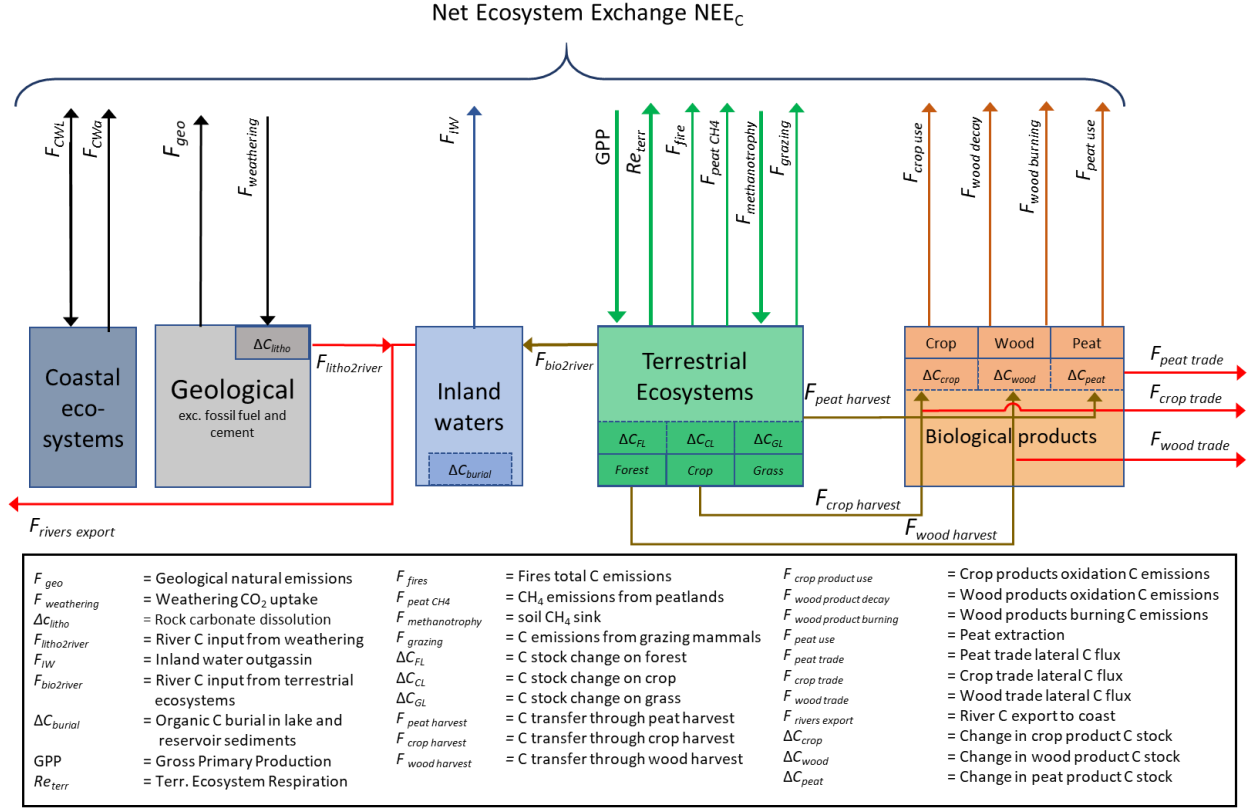 Net Ecosystem Exchange NEE_C
F_CWL
F_CWa
F_geo
F_weathering
F_IW
GPP
Re_terr
F_fire
F_peat CH4
F_methanotrophy
F_grazing
F_crop use
F_wood decay
F_wood burning
F_peat use
Coastal
eco-
systems
ΔC_litho
Geological
exc. fossil fuel and
cement
F_litho2river
Inland
waters
ΔC_burial
F_bio2river
Terrestrial
Ecosystems
ΔC_FL ΔC_CL ΔC_GL
Forest Crop Grass
F_peat harvest
Crop Wood Peat
ΔC_crop ΔC_wood ΔC_peat
Biological products
F_peat trade
F_crop trade
F_wood trade
F_crop harvest
F_wood harvest
F_rivers export
F_geo = Geological natural emissions
F_weathering = Weathering CO₂ uptake
ΔC_litho = Rock carbonate dissolution
F_litho2river = River C input from weathering
F_IW = Inland water outgassin
F_bio2river = River C input from terrestrial
ecosystems
ΔC_burial = Organic C burial in lake and
reservoir sediments
GPP = Gross Primary Production
Re_terr = Terr. Ecosystem Respiration
F_fires = Fires total C emissions
F_peat CH4 = CH₄ emissions from peatlands
F_methanotrophy = soil CH₄ sink
F_grazing = C emissions from grazing mammals
ΔC_FL = C stock change on forest
ΔC_CL = C stock change on crop
ΔC_GL = C stock change on grass
F_peat harvest = C transfer through peat harvest
F_crop harvest = C transfer through crop harvest
F_wood harvest = C transfer through wood harvest
F_crop product use = Crop products oxidation C emissions
F_wood product decay = Wood products oxidation C emissions
F_wood product burning = Wood products burning C emissions
F_peat use = Peat extraction
F_peat trade = Peat trade lateral C flux
F_crop trade = Crop trade lateral C flux
F_wood trade = Wood trade lateral C flux
F_rivers export = River C export to coast
ΔC_crop = Change in crop product C stock
ΔC_wood = Change in wood product C stock
ΔC_peat = Change in peat product C stock